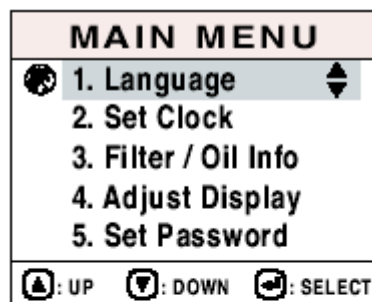 MAIN MENU
1. Language
2. Set Clock
3. Filter / Oil Info
4. Adjust Display
5. Set Password
: UP : DOWN : SELECT